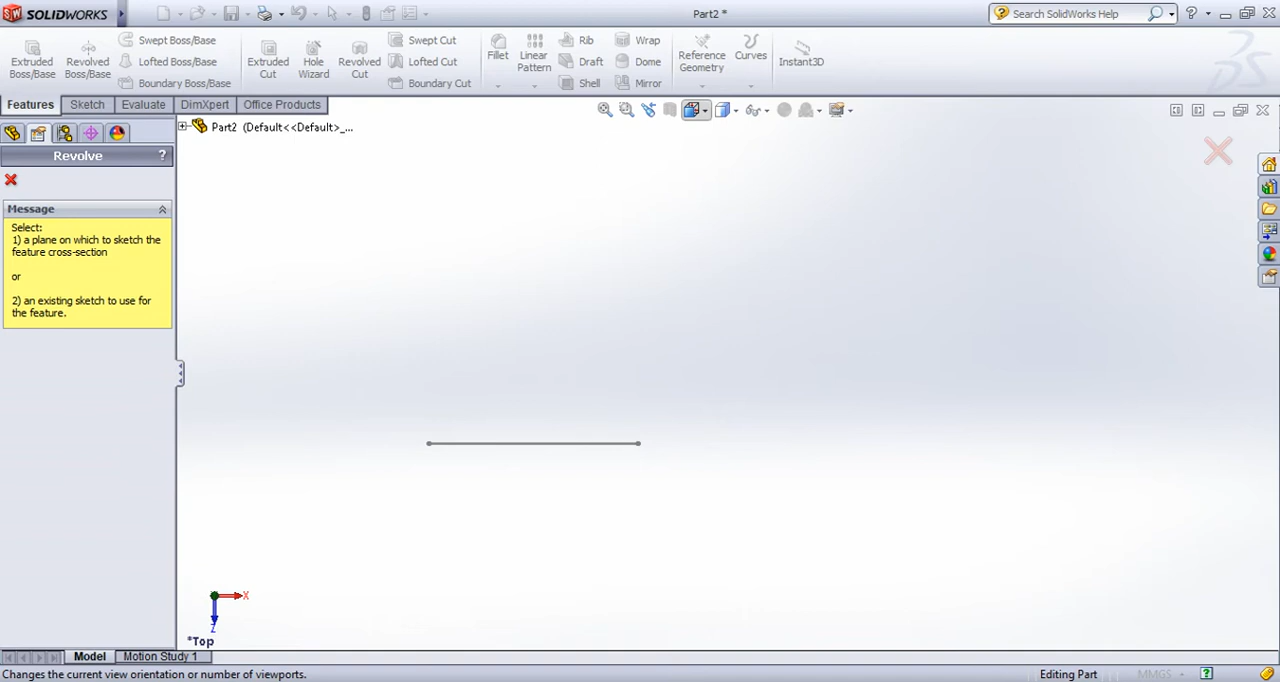 SOLIDWORKS
Part2 *
Search SolidWorks Help
Extruded Boss/Base
Revolved Boss/Base
Swept Boss/Base
Lofted Boss/Base
Boundary Boss/Base
Extruded Cut
Hole Wizard
Revolved Cut
Swept Cut
Lofted Cut
Boundary Cut
Fillet
Linear Pattern
Rib
Draft
Shell
Wrap
Dome
Mirror
Reference Geometry
Curves
Instant3D
Features
Sketch
Evaluate
DimXpert
Office Products
Part2 (Default<<Default>_...
Revolve
?
Message
Select:
1) a plane on which to sketch the
feature cross-section
or
2) an existing sketch to use for
the feature.
X
Z
*Top
Model
Motion Study 1
Changes the current view orientation or number of viewports.
Editing Part
MMGS